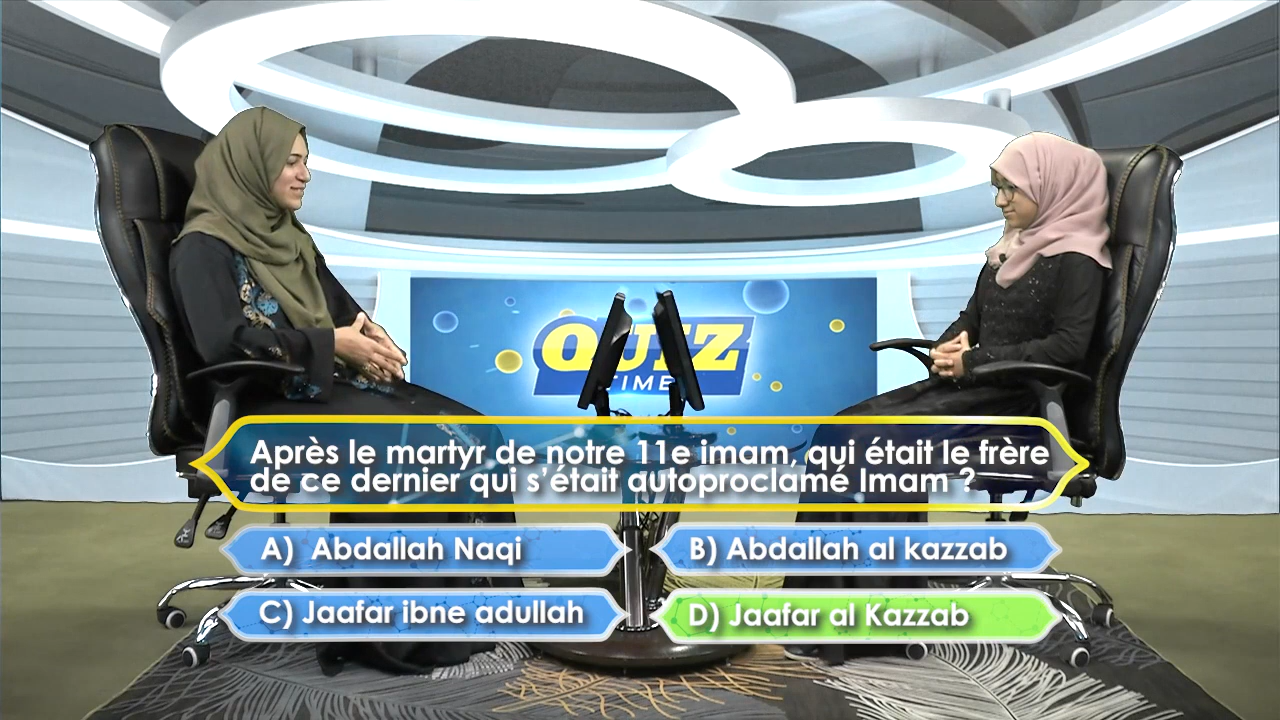 QUIZ
TIME
Après le martyr de notre 11e imam, qui était le frère
de ce dernier qui s'était autoproclamé Imam ?
A) Abdallah Naqi
B) Abdallah al kazzab
C) Jaafar ibne adullah
D) Jaafar al Kazzab